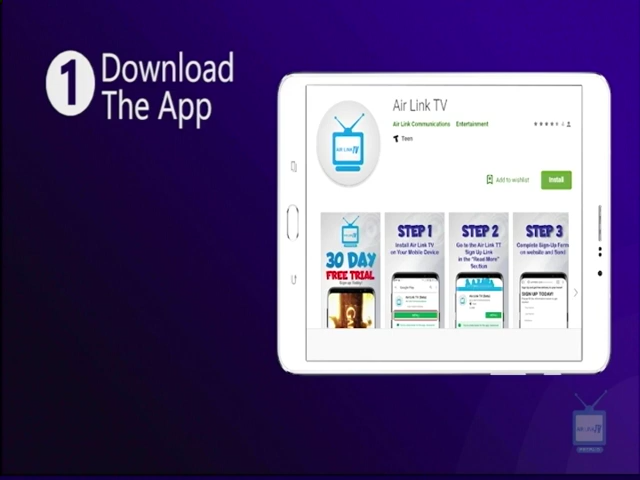 1 Download
The App
Air Link TV
Air Link Communications Entertainment
Teen
Add to wishlist
Install
AIR LINK TV
30 DAY
FREE TRIAL
STEP 1
Install Air Link TV
on Your Mobile Device
STEP 2
Go to the Air Link TV
Sign Up Link
in the "Read More"
Section
STEP 3
Complete Sign-Up Form
on website and Send
SIGN UP TODAY!